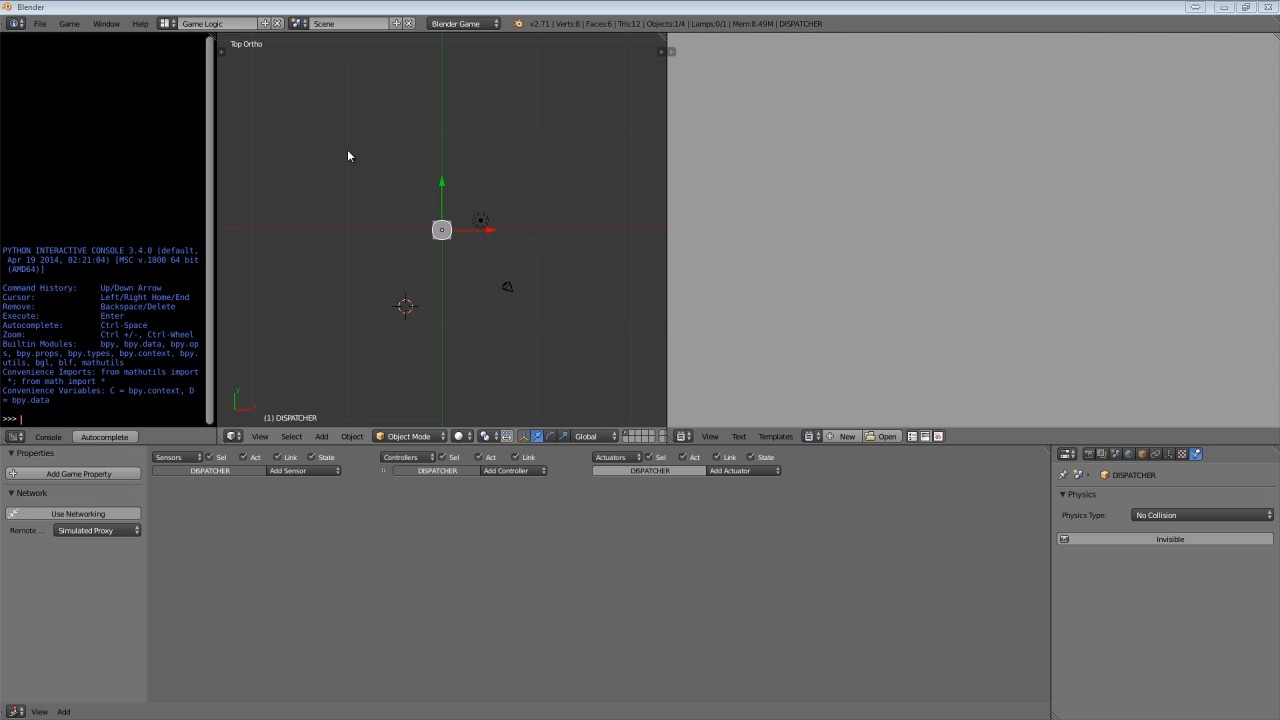 Blender
File Game Window Help Game Logic Scene Blender Game v2.71 | Verts:8 | Faces:6 | Tris:12 | Objects:1/4 | Lamps:0/1 | Mem:8.49M | DISPATCHER
Top Ortho
PYTHON INTERACTIVE CONSOLE 3.4.0 (default,
Apr 19 2014, 02:21:04) [MSC v.1800 64 bit
(AMD64)]
Command History: Up/Down Arrow
Cursor: Left/Right Home/End
Remove: Backspace/Delete
Execute: Enter
Autocomplete: Ctrl-Space
Zoom: Ctrl +/-, Ctrl-Wheel
Builtin Modules: bpy, bpy.data, bpy.op
s, bpy.props, bpy.types, bpy.context, bpy.
utils, bgl, blf, mathutils
Convenience Imports: from mathutils import
*; from math import *
Convenience Variables: C = bpy.context, D
= bpy.data
>>>
(1) DISPATCHER
Console Autocomplete View Select Add Object Object Mode Global View Text Templates New Open
Properties Sensors Sel Act Link State Controllers Sel Act Link Actuators Sel Act Link State
Add Game Property DISPATCHER Add Sensor DISPATCHER Add Controller DISPATCHER Add Actuator DISPATCHER
Network Physics
Use Networking Physics Type: No Collision
Remote ... Simulated Proxy Invisible
View Add